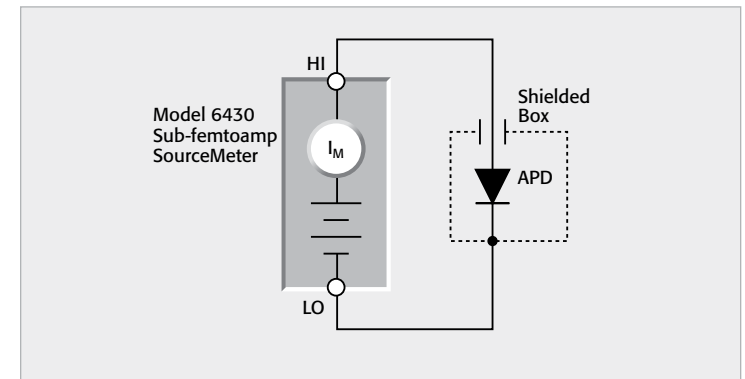 HI
Model 6430
Sub-femtoamp
SourceMeter
IM
Shielded
Box
APD
LO